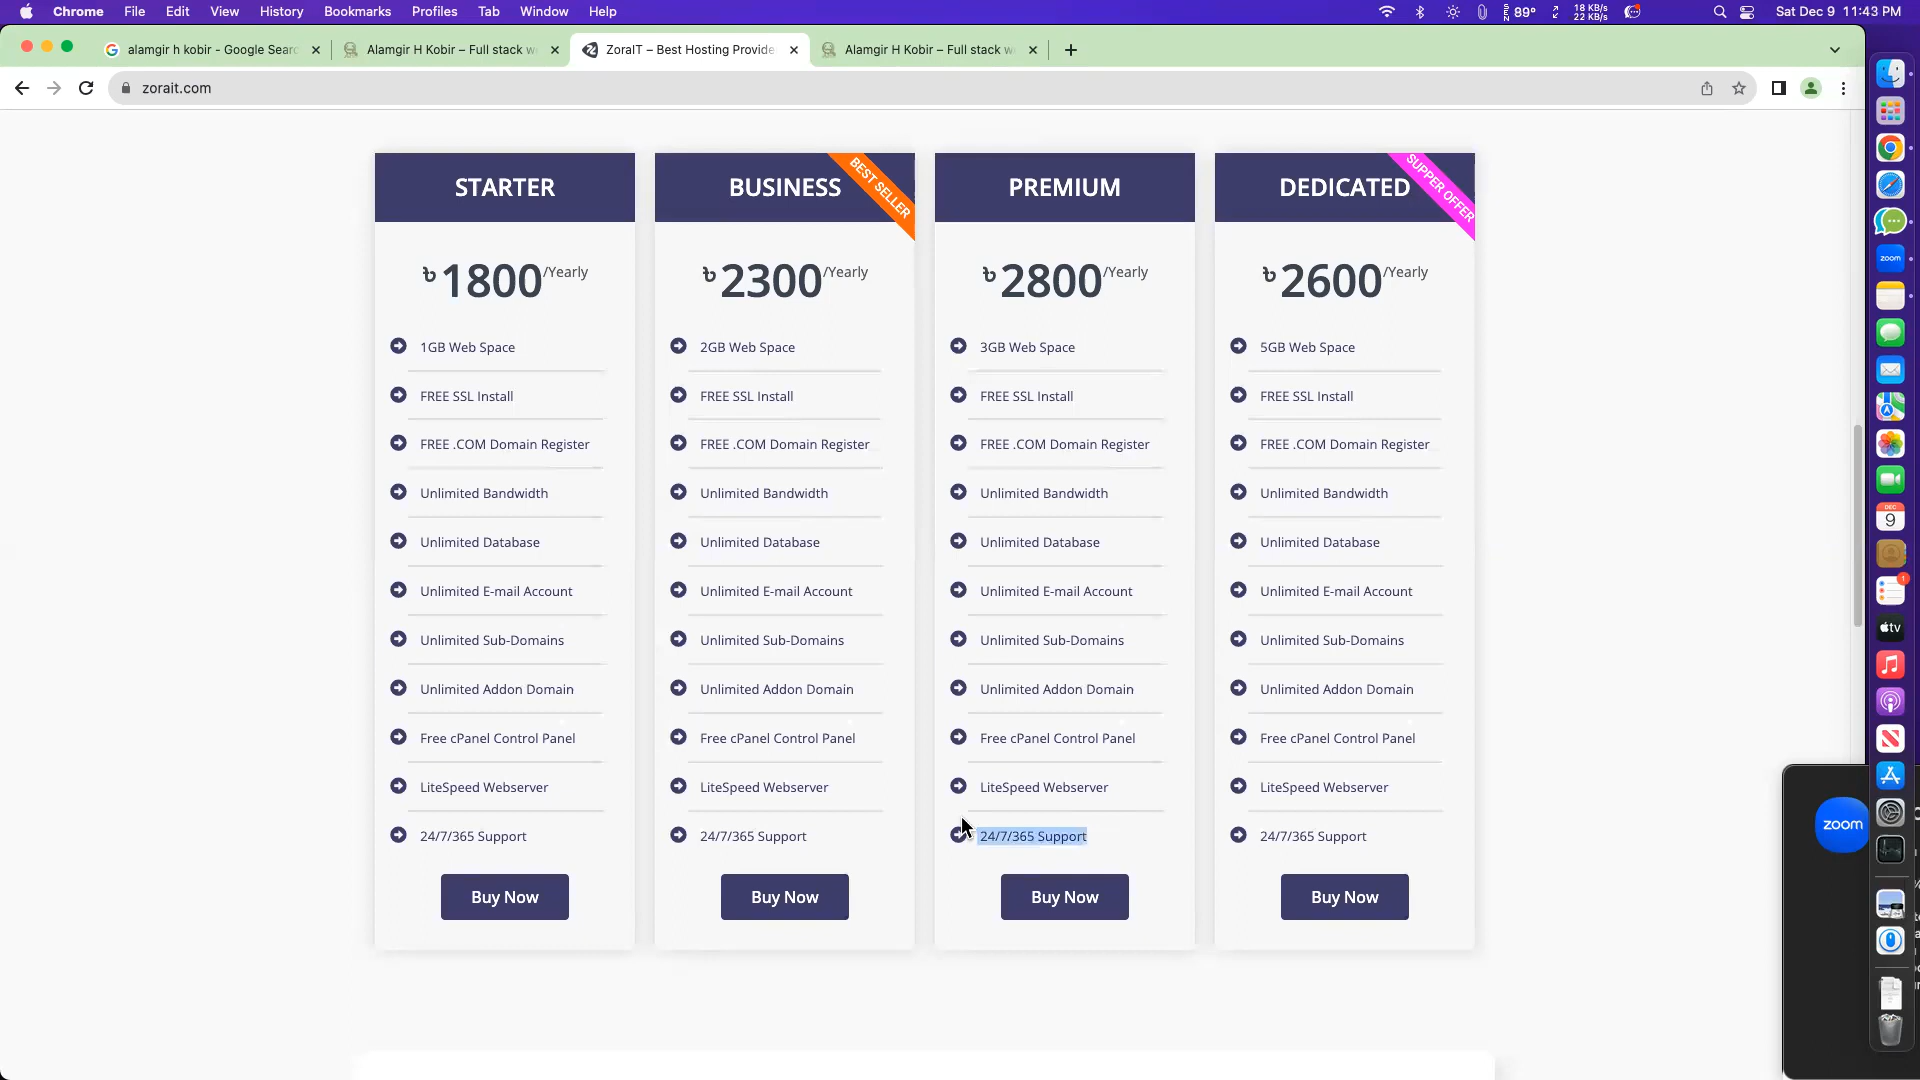 Chrome File Edit View History Bookmarks Profiles Tab Window Help
89° 18 KB/s 22 KB/s Sat Dec 9 11:43 PM
alamgir h kobir - Google Sear
Alamgir H Kobir – Full stack w
ZoraIT – Best Hosting Provide
Alamgir H Kobir – Full stack w
zorait.com
STARTER
৳1800/Yearly
1GB Web Space
FREE SSL Install
FREE .COM Domain Register
Unlimited Bandwidth
Unlimited Database
Unlimited E-mail Account
Unlimited Sub-Domains
Unlimited Addon Domain
Free cPanel Control Panel
LiteSpeed Webserver
24/7/365 Support
Buy Now
BUSINESS
BEST SELLER
৳2300/Yearly
2GB Web Space
FREE SSL Install
FREE .COM Domain Register
Unlimited Bandwidth
Unlimited Database
Unlimited E-mail Account
Unlimited Sub-Domains
Unlimited Addon Domain
Free cPanel Control Panel
LiteSpeed Webserver
24/7/365 Support
Buy Now
PREMIUM
৳2800/Yearly
3GB Web Space
FREE SSL Install
FREE .COM Domain Register
Unlimited Bandwidth
Unlimited Database
Unlimited E-mail Account
Unlimited Sub-Domains
Unlimited Addon Domain
Free cPanel Control Panel
LiteSpeed Webserver
24/7/365 Support
Buy Now
DEDICATED
SUPPER OFFER
৳2600/Yearly
5GB Web Space
FREE SSL Install
FREE .COM Domain Register
Unlimited Bandwidth
Unlimited Database
Unlimited E-mail Account
Unlimited Sub-Domains
Unlimited Addon Domain
Free cPanel Control Panel
LiteSpeed Webserver
24/7/365 Support
Buy Now
zoom
DEC
9
1
tv
zoom